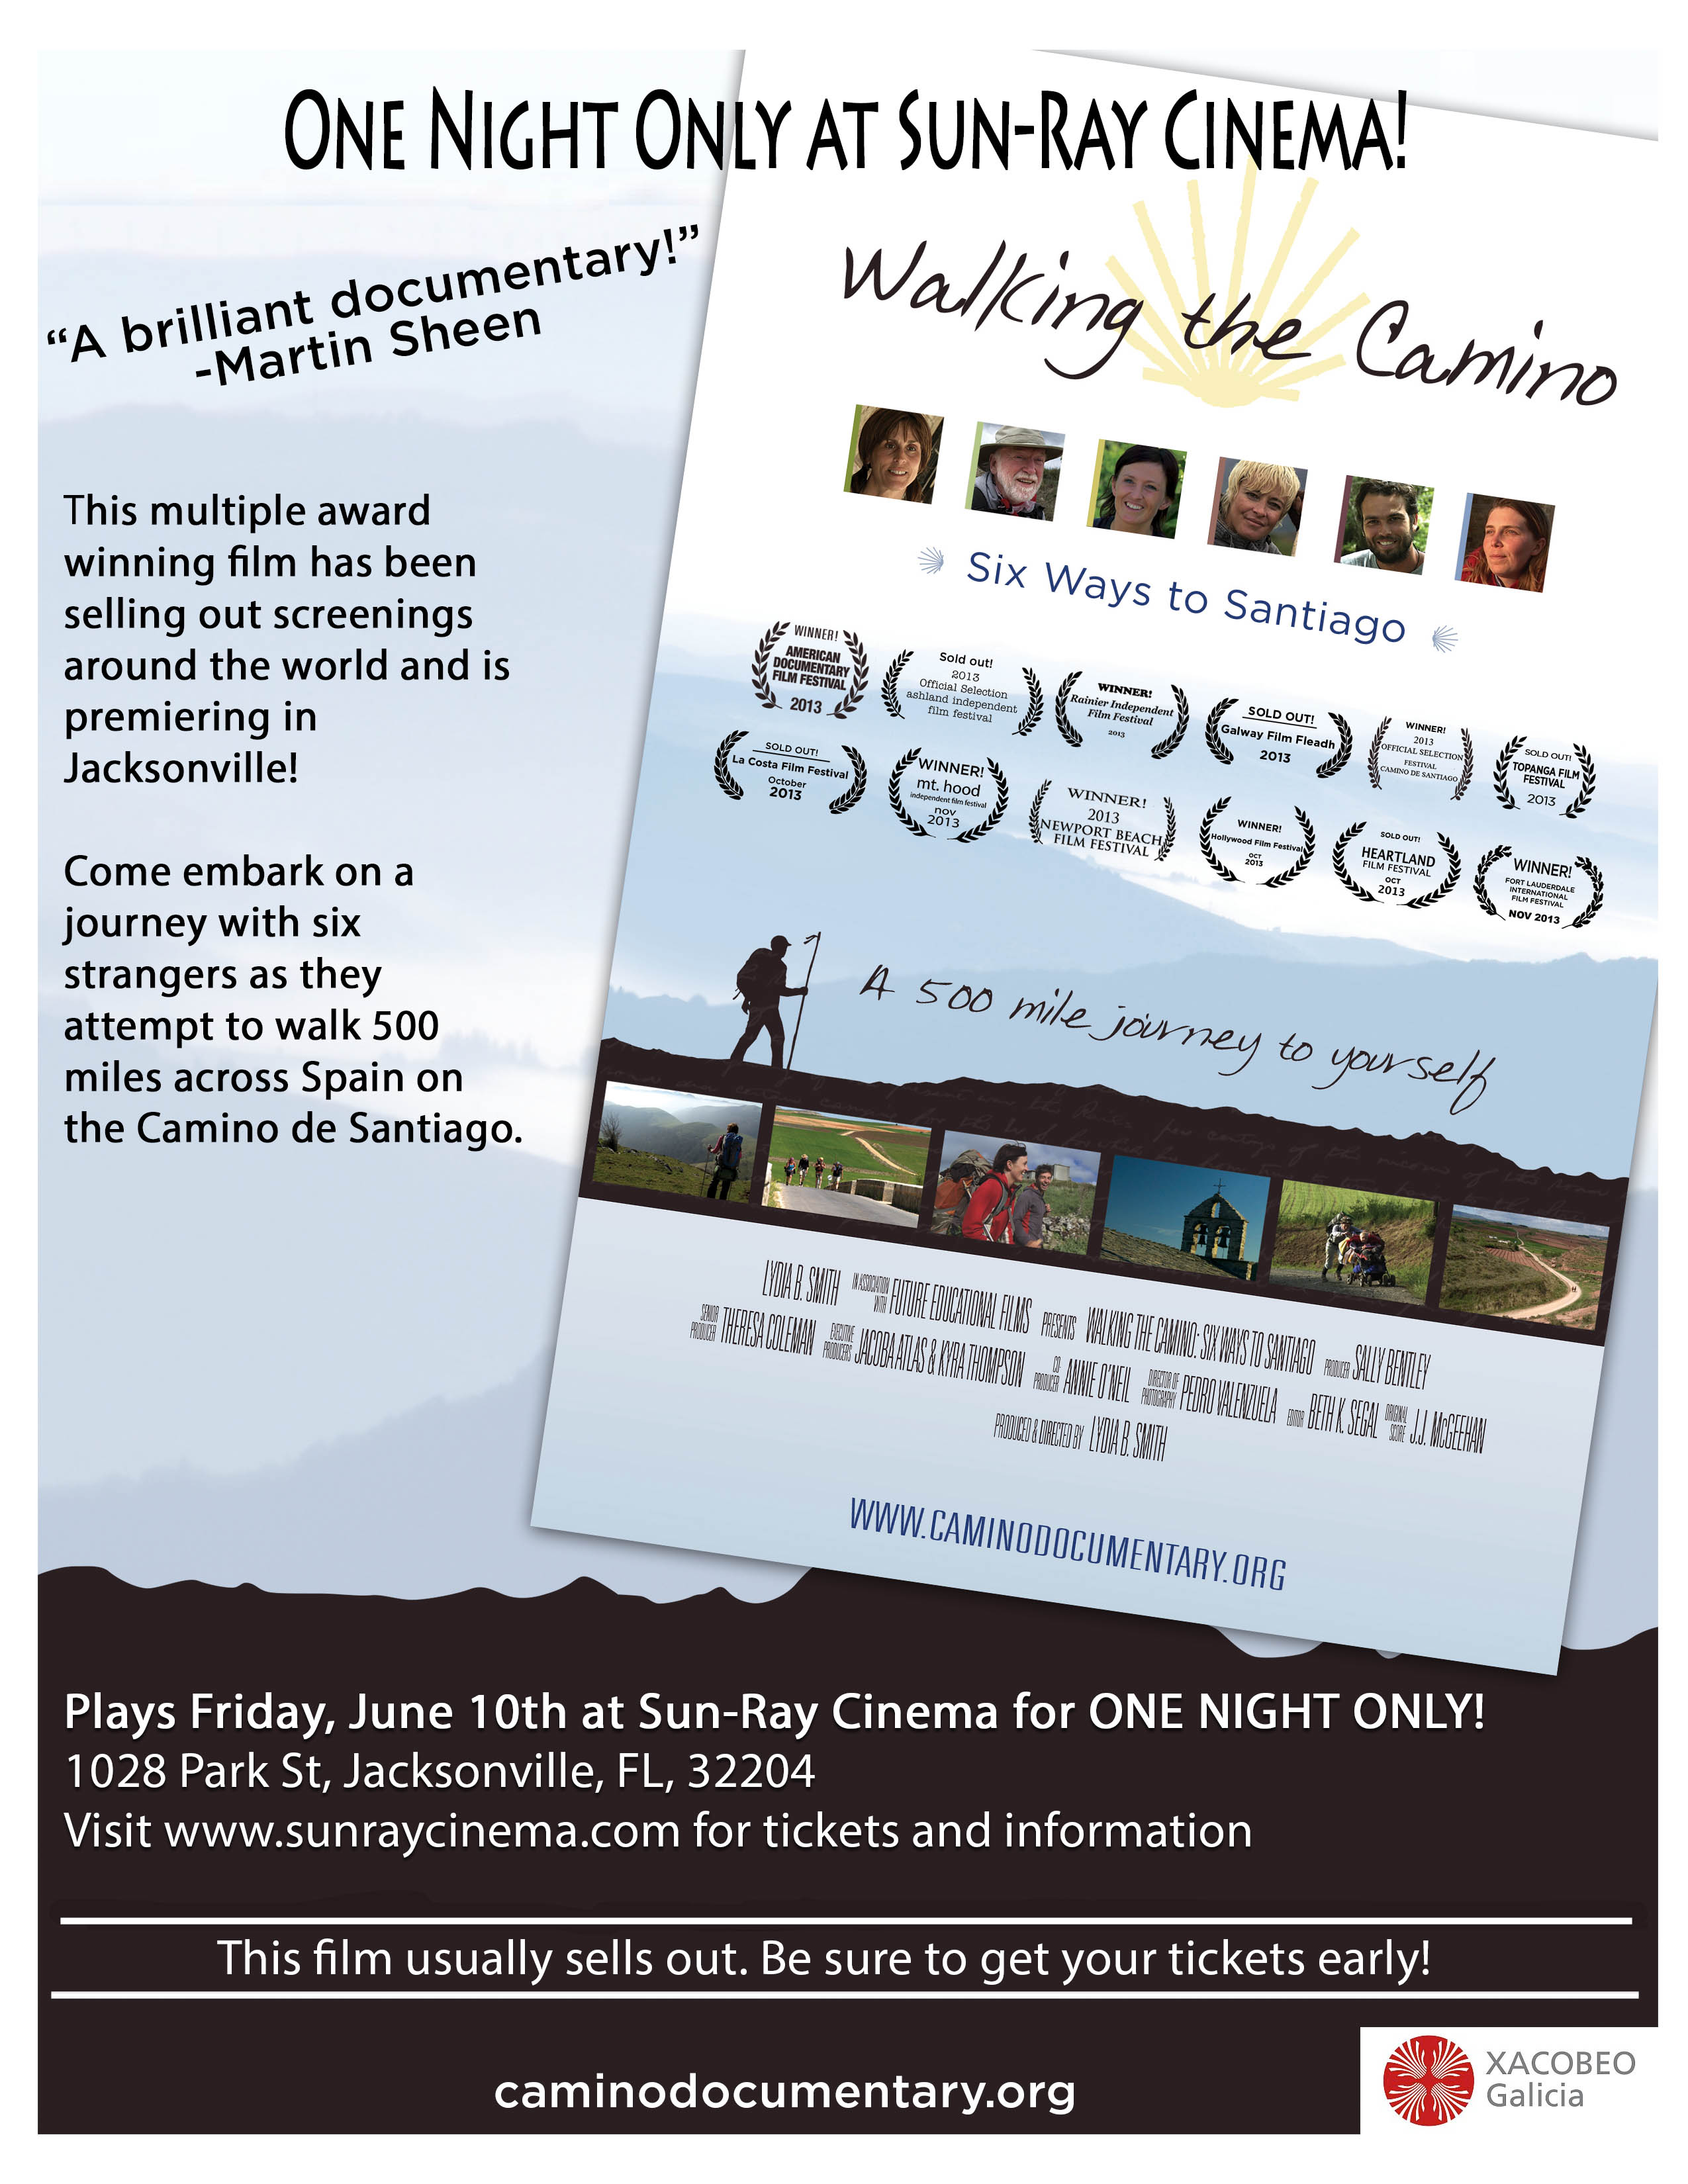 ONE NIGHT ONLY AT SUN-RAY CINEMA!
“A brilliant documentary!”
-Martin Sheen
This multiple award
winning film has been
selling out screenings
around the world and is
premiering in
Jacksonville!
Come embark on a
journey with six
strangers as they
attempt to walk 500
miles across Spain on
the Camino de Santiago.
Walking the Camino
Six Ways to Santiago
WINNER!
AMERICAN
DOCUMENTARY
FILM FESTIVAL
2013
Sold out!
2013
Official Selection
ashland independent
film festival
WINNER!
Rainier Independent
Film Festival
2013
SOLD OUT!
Galway Film Fleadh
2013
WINNER!
2013
OFFICIAL SELECTION
FESTIVAL
CAMINO DE SANTIAGO
SOLD OUT!
TOPANGA FILM
FESTIVAL
2013
SOLD OUT!
La Costa Film Festival
October
2013
WINNER!
mt. hood
independent film festival
nov
2013
WINNER!
2013
NEWPORT BEACH
FILM FESTIVAL
WINNER!
Hollywood Film Festival
OCT
2013
SOLD OUT!
HEARTLAND
FILM FESTIVAL
OCT
2013
WINNER!
FORT LAUDERDALE
INTERNATIONAL
FILM FESTIVAL
NOV 2013
A 500 mile journey to yourself
LYDIA B. SMITH IN ASSOCIATION WITH FUTURE EDUCATIONAL FILMS PRESENTS WALKING THE CAMINO: SIX WAYS TO SANTIAGO PRODUCER SALLY BENTLEY
SENIOR PRODUCER THERESA COLEMAN EXECUTIVE PRODUCERS JACOBA ATLAS & KYRA THOMPSON CO PRODUCER ANNIE O'NEIL DIRECTOR OF PHOTOGRAPHY PEDRO VALENZUELA EDITOR BETH K. SEGAL ORIGINAL SCORE J.J. McGEEHAN
PRODUCED & DIRECTED BY LYDIA B. SMITH
WWW.CAMINODOCUMENTARY.ORG
Plays Friday, June 10th at Sun-Ray Cinema for ONE NIGHT ONLY!
1028 Park St, Jacksonville, FL, 32204
Visit www.sunraycinema.com for tickets and information
This film usually sells out. Be sure to get your tickets early!
caminodocumentary.org
XACOBEO
Galicia